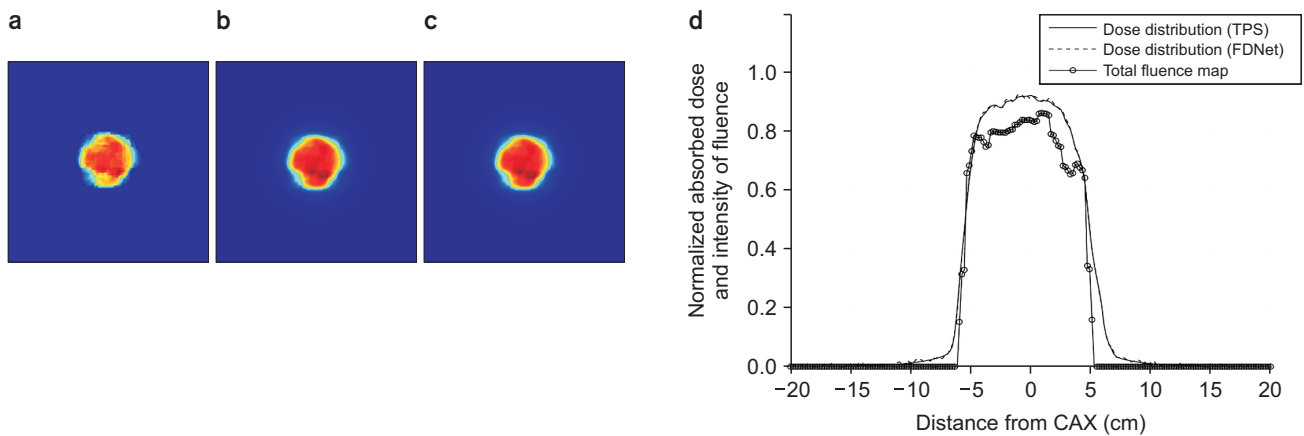 a
b
c
d
Dose distribution (TPS)
Dose distribution (FDNet)
Total fluence map
Normalized absorbed dose
and intensity of fluence
1.0
0.8
0.6
0.4
0.2
0.0
−20 −15 −10 −5 0 5 10 15 20
Distance from CAX (cm)